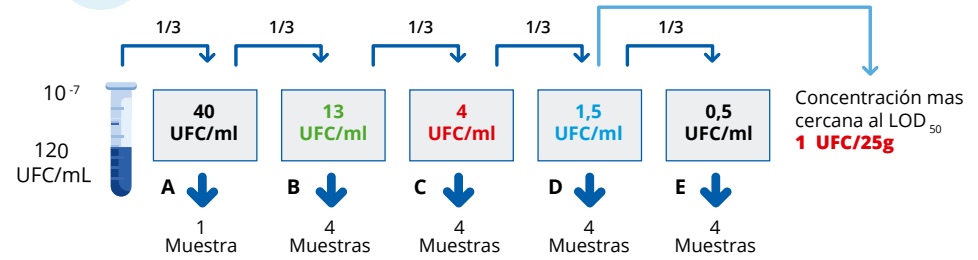 1/3
1/3
1/3
1/3
1/3
10 -7
120
UFC/mL
40
UFC/ml
13
UFC/ml
4
UFC/ml
1,5
UFC/ml
0,5
UFC/ml
Concentración mas
cercana al LOD 50
1 UFC/25g
A
B
C
D
E
1
Muestra
4
Muestras
4
Muestras
4
Muestras
4
Muestras